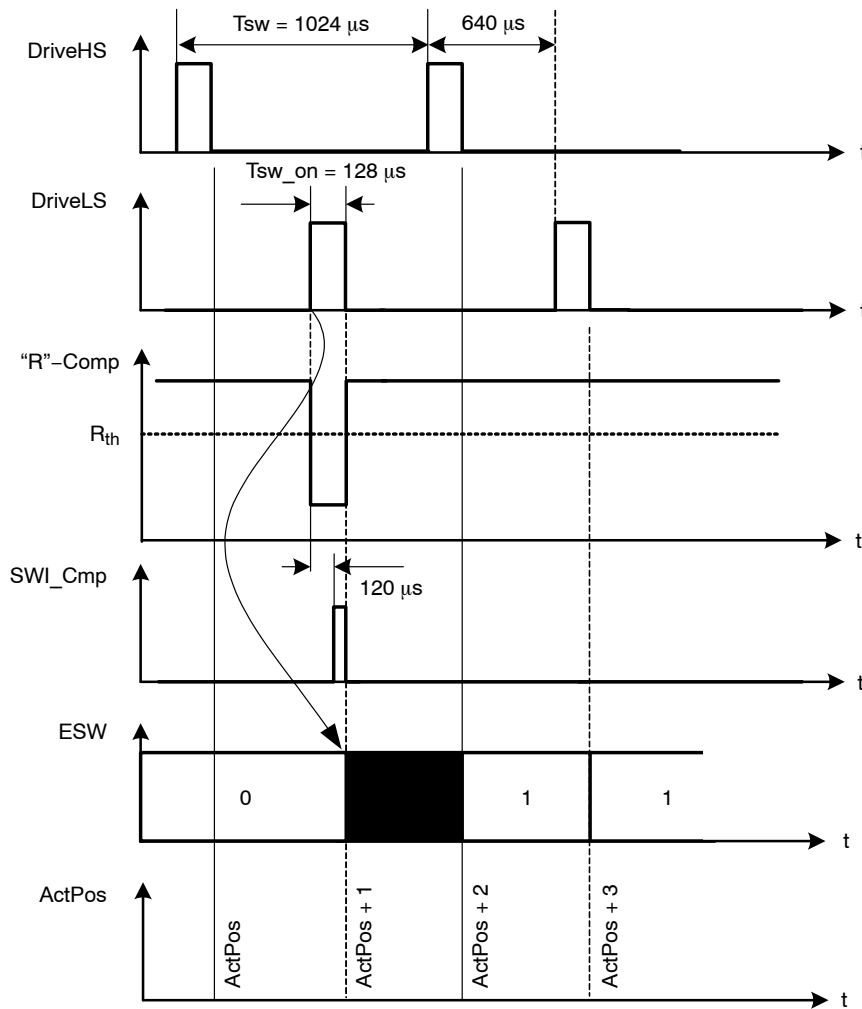 Tsw = 1024 μs
640 μs
DriveHS
t
Tsw_on = 128 μs
DriveLS
t
“R”−Comp
Rth
t
SWI_Cmp
120 μs
t
ESW
0
1
1
t
ActPos
ActPos
ActPos + 1
ActPos + 2
ActPos + 3
t